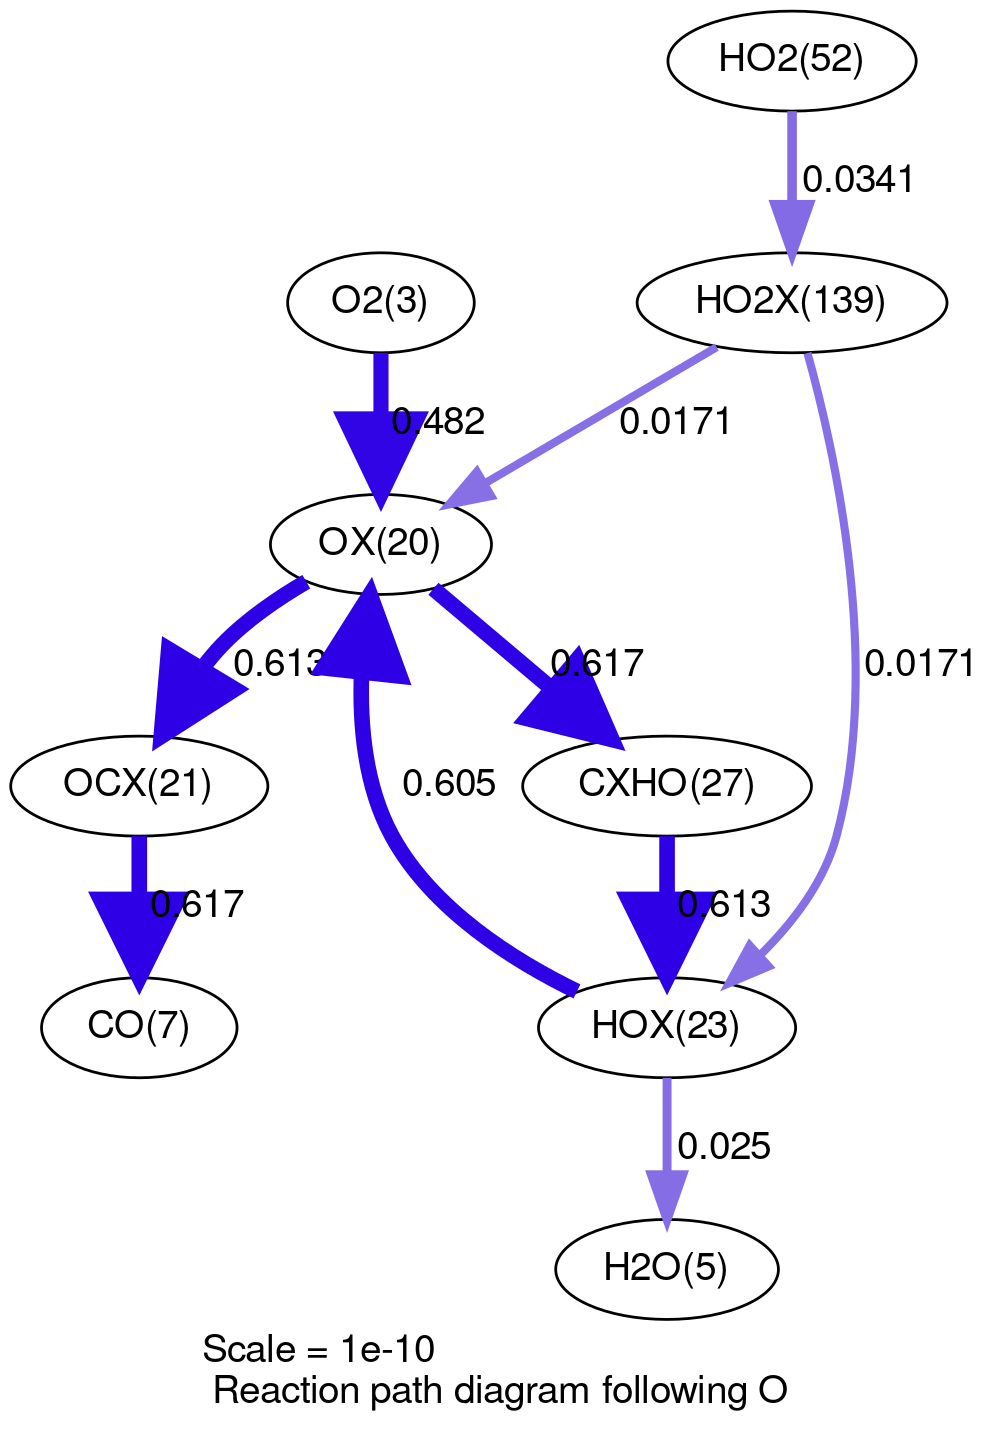 HO2(52)
0.0341
O2(3)
HO2X(139)
0.482
0.0171
OX(20)
0.613
0.617
0.0171
OCX(21)
0.605
CXHO(27)
0.617
0.613
CO(7)
HOX(23)
0.025
H2O(5)
Scale = 1e-10
Reaction path diagram following O